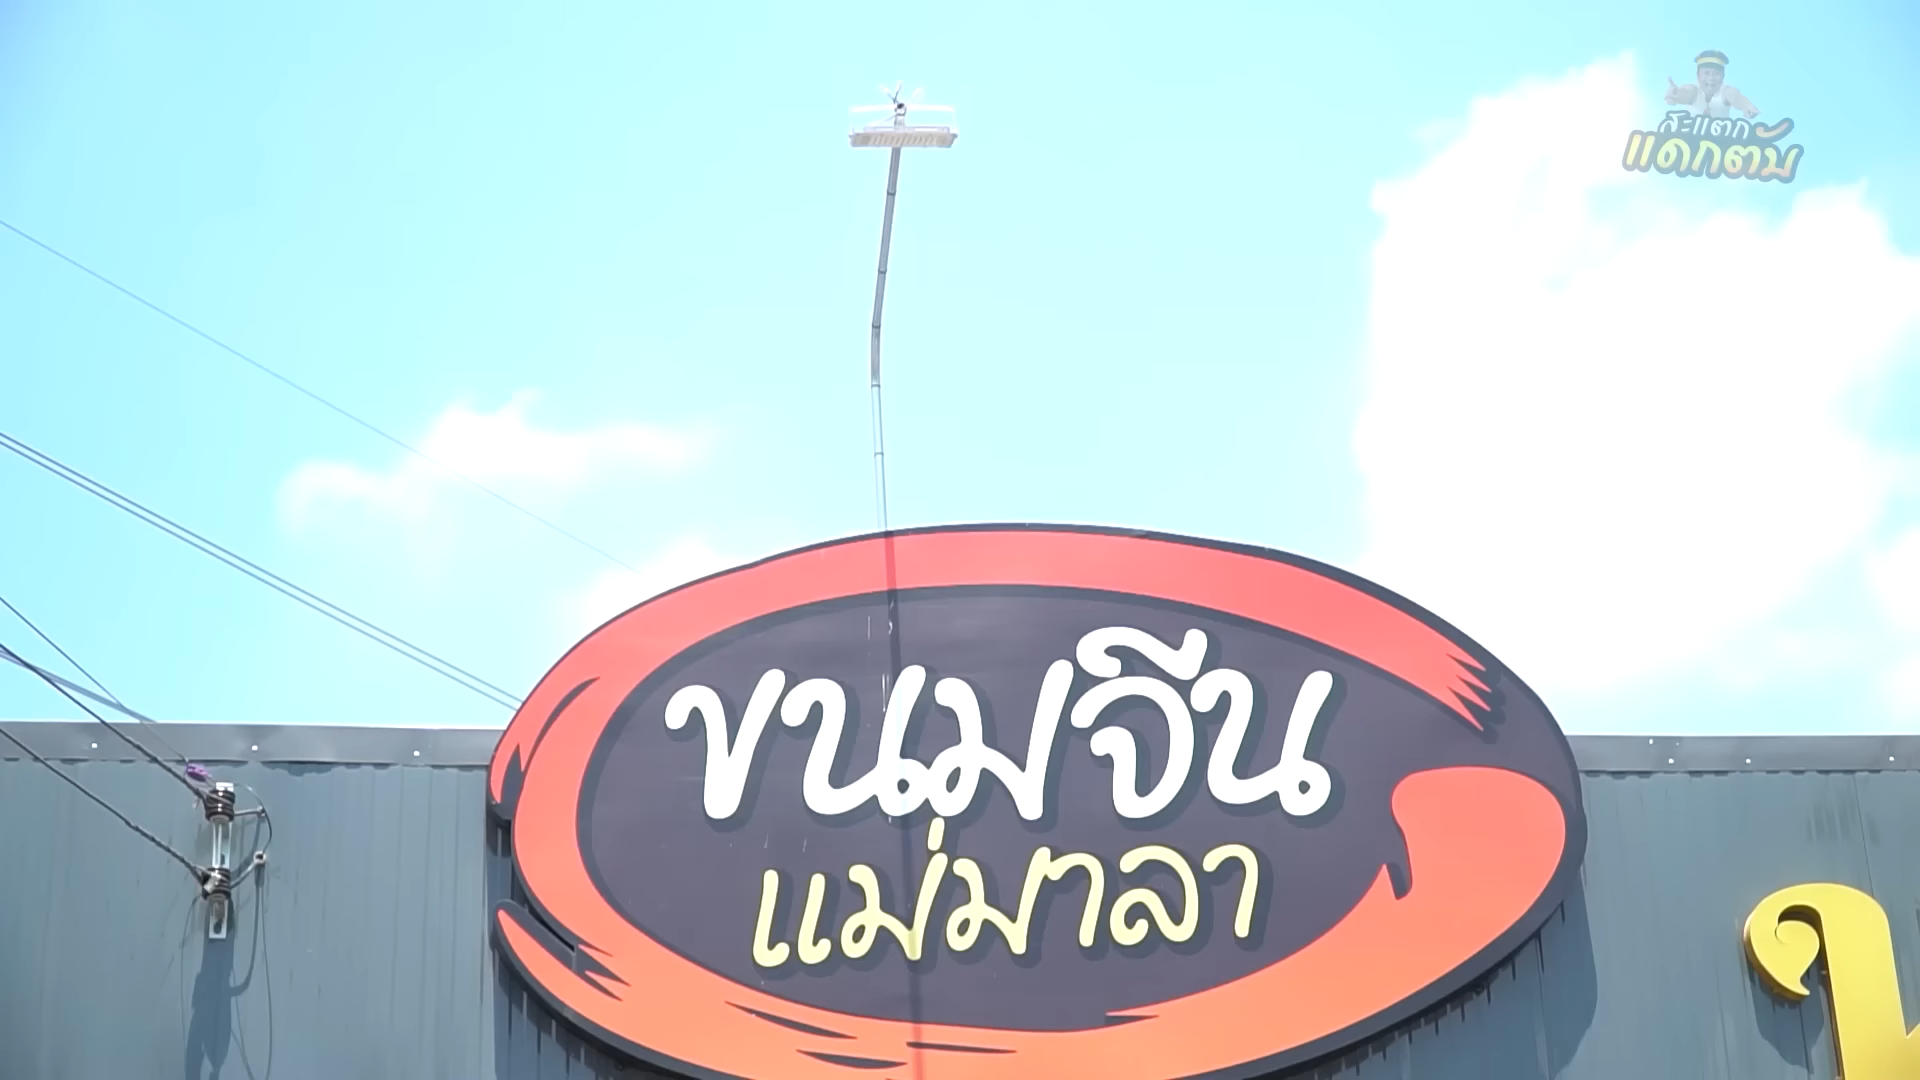 สะแตก
แด๊กตับ
ขนมจีน
แม่มาลา